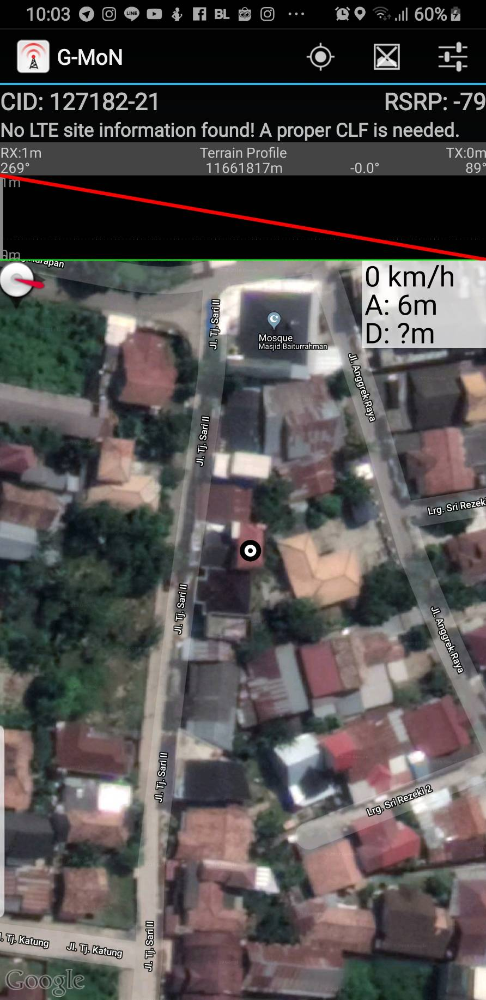 10:03 LINE BL ... 60%
G-MoN
CID: 127182-21 RSRP: -79
No LTE site information found! A proper CLF is needed.
RX:1m Terrain Profile TX:0m
269° 11661817m -0.0° 89°
1m
0m
0 km/h
A: 6m
D: ?m
Jl. Tj. Sari II
Mosque
Masjid Baiturrahman
Jl. Anggrek Raya
Jl. Tj. Sari II
Lrg. Sri Rezeki
Jl. Tj. Sari II
Jl. Anggrek Raya
Jl. Tj. Sari II
Lrg. Sri Rezeki 2
Jl. Tj. Sari II
l. Tj. Katung
Jl. Tj. Katung
Google